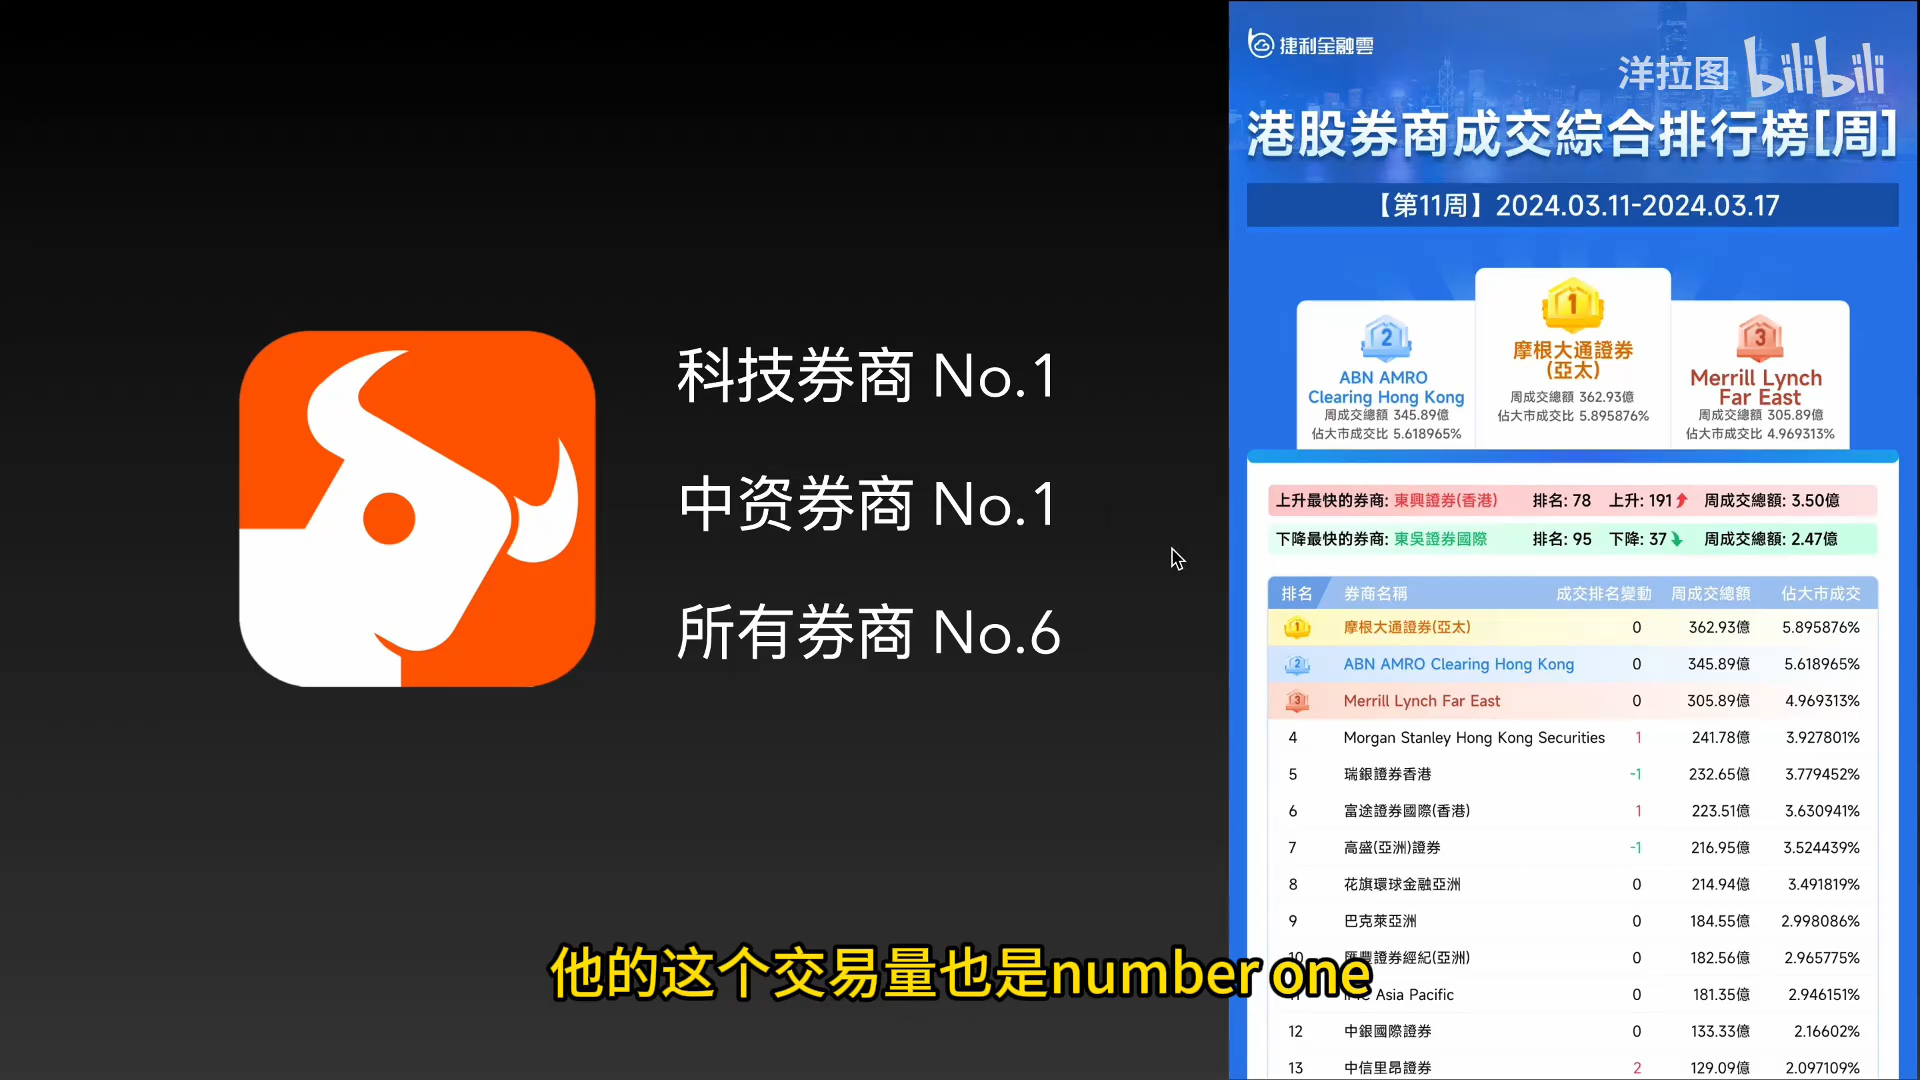 科技券商 No.1
中资券商 No.1
所有券商 No.6
捷利金融雲
洋拉图 bilibili
港股券商成交綜合排行榜[周]
【第11周】2024.03.11-2024.03.17
1
摩根大通證券
(亞太)
周成交總額 362.93億
佔大市成交比 5.895876%
2
ABN AMRO
Clearing Hong Kong
周成交總額 345.89億
佔大市成交比 5.618965%
3
Merrill Lynch
Far East
周成交總額 305.89億
佔大市成交比 4.969313%
上升最快的券商: 東興證券(香港) 排名: 78 上升: 191 周成交總額: 3.50億
下降最快的券商: 東吳證券國際 排名: 95 下降: 37 周成交總額: 2.47億
排名 券商名稱 成交排名變動 周成交總額 佔大市成交
1 摩根大通證券(亞太) 0 362.93億 5.895876%
2 ABN AMRO Clearing Hong Kong 0 345.89億 5.618965%
3 Merrill Lynch Far East 0 305.89億 4.969313%
4 Morgan Stanley Hong Kong Securities 1 241.78億 3.927801%
5 瑞銀證券香港 -1 232.65億 3.779452%
6 富途證券國際(香港) 1 223.51億 3.630941%
7 高盛(亞洲)證券 -1 216.95億 3.524439%
8 花旗環球金融亞洲 0 214.94億 3.491819%
9 巴克萊亞洲 0 184.55億 2.998086%
10 匯豐證券經紀(亞洲) 0 182.56億 2.965775%
Asia Pacific 0 181.35億 2.946151%
12 中銀國際證券 0 133.33億 2.16602%
13 中信里昂證券 2 129.09億 2.097109%
他的这个交易量也是number one